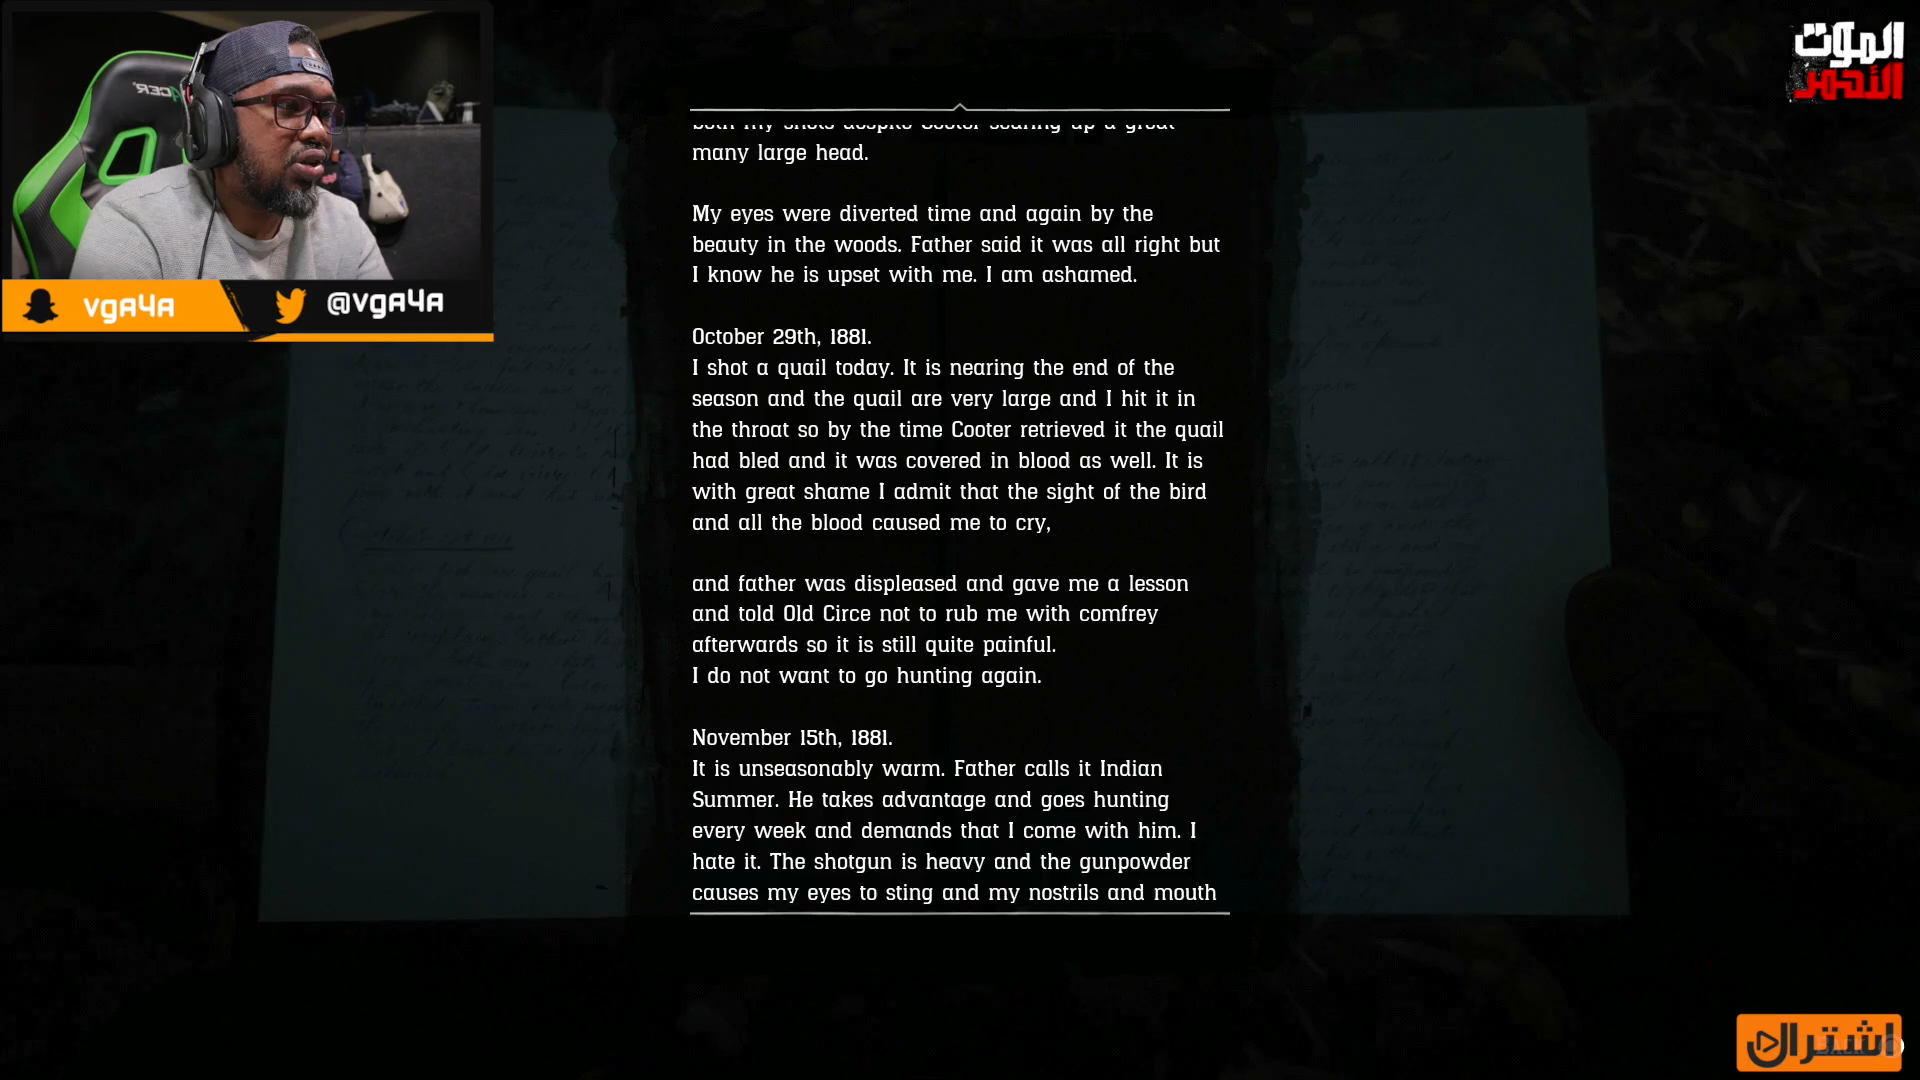 vgA4A
@vgA4A
الموت
الأحمر
many large head.
My eyes were diverted time and again by the
beauty in the woods. Father said it was all right but
I know he is upset with me. I am ashamed.
October 29th, 1881.
I shot a quail today. It is nearing the end of the
season and the quail are very large and I hit it in
the throat so by the time Cooter retrieved it the quail
had bled and it was covered in blood as well. It is
with great shame I admit that the sight of the bird
and all the blood caused me to cry,
and father was displeased and gave me a lesson
and told Old Circe not to rub me with comfrey
afterwards so it is still quite painful.
I do not want to go hunting again.
November 15th, 1881.
It is unseasonably warm. Father calls it Indian
Summer. He takes advantage and goes hunting
every week and demands that I come with him. I
hate it. The shotgun is heavy and the gunpowder
causes my eyes to sting and my nostrils and mouth
اشتراك